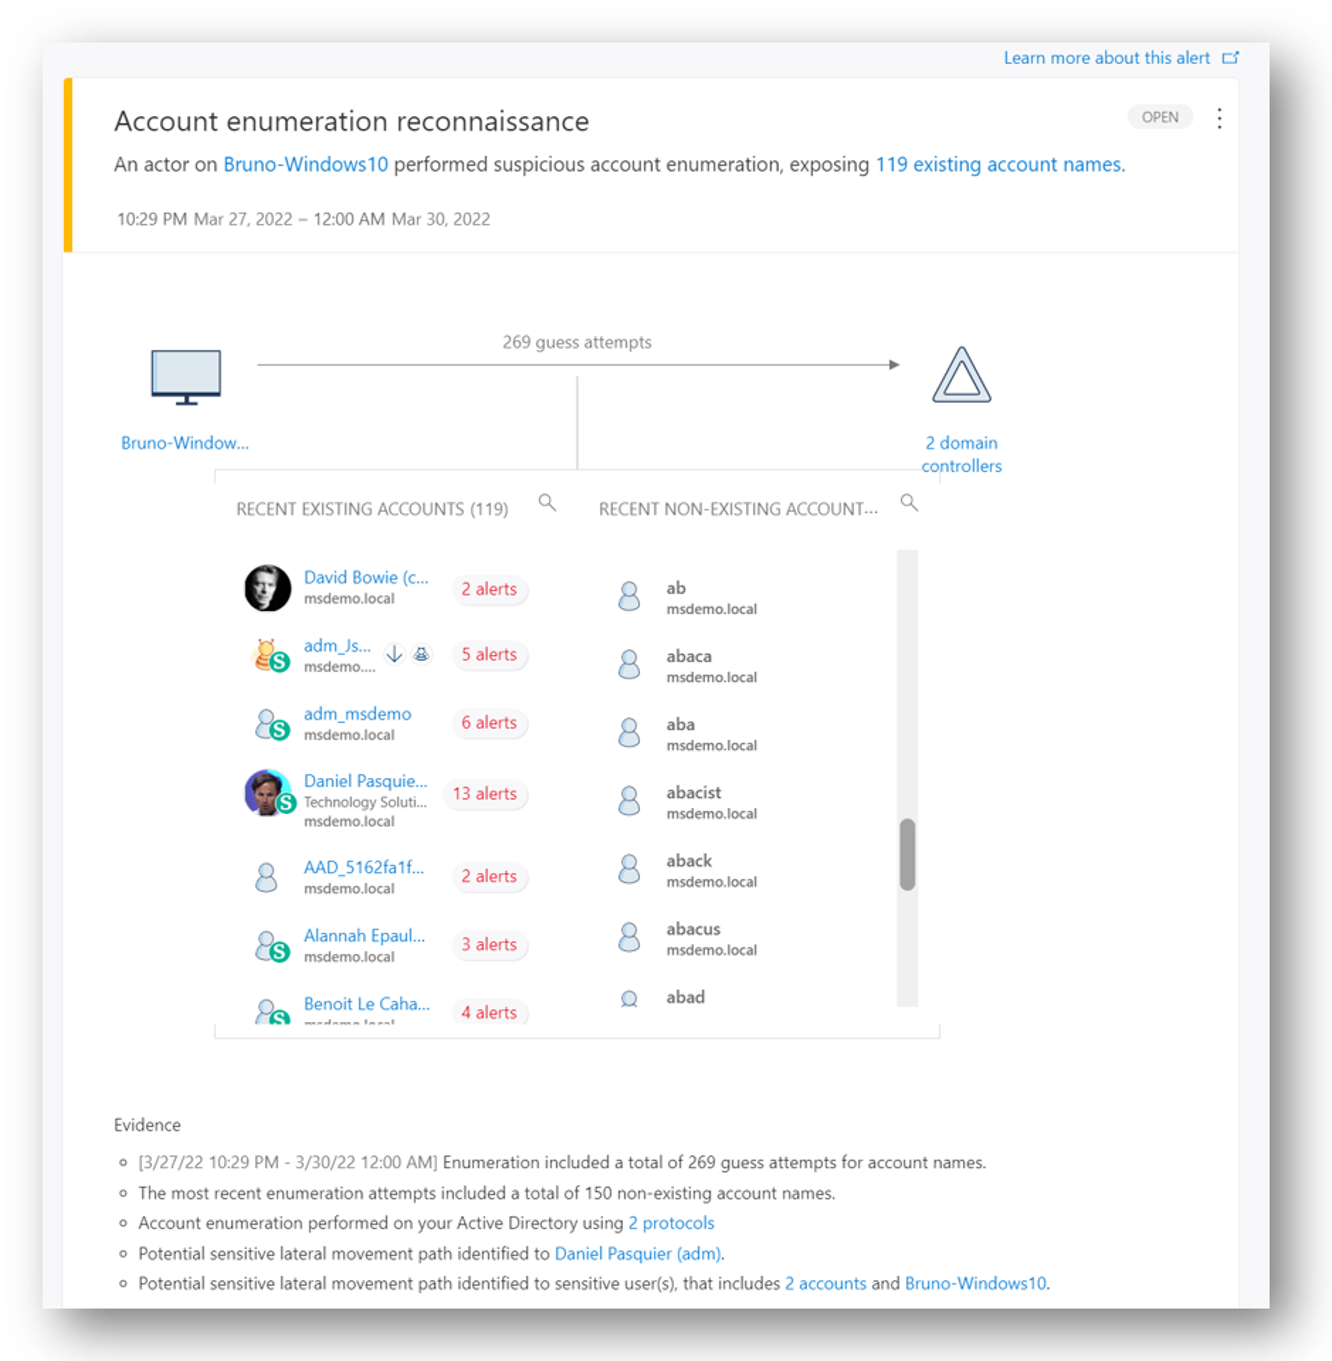 Learn more about this alert
Account enumeration reconnaissance
OPEN
An actor on Bruno-Windows10 performed suspicious account enumeration, exposing 119 existing account names.
10:29 PM Mar 27, 2022 – 12:00 AM Mar 30, 2022
269 guess attempts
Bruno-Window...
2 domain
controllers
RECENT EXISTING ACCOUNTS (119)
David Bowie (c...
msdemo.local
2 alerts
adm_Js...
msdemo....
5 alerts
S
adm_msdemo
msdemo.local
6 alerts
S
Daniel Pasquie...
Technology Soluti...
msdemo.local
13 alerts
S
AAD_5162fa1f...
msdemo.local
2 alerts
Alannah Epaul...
msdemo.local
3 alerts
S
Benoit Le Caha...
msdemo.local
4 alerts
S
RECENT NON-EXISTING ACCOUNT...
ab
msdemo.local
abaca
msdemo.local
aba
msdemo.local
abacist
msdemo.local
aback
msdemo.local
abacus
msdemo.local
abad
Evidence
[3/27/22 10:29 PM - 3/30/22 12:00 AM] Enumeration included a total of 269 guess attempts for account names.
The most recent enumeration attempts included a total of 150 non-existing account names.
Account enumeration performed on your Active Directory using 2 protocols
Potential sensitive lateral movement path identified to Daniel Pasquier (adm).
Potential sensitive lateral movement path identified to sensitive user(s), that includes 2 accounts and Bruno-Windows10.